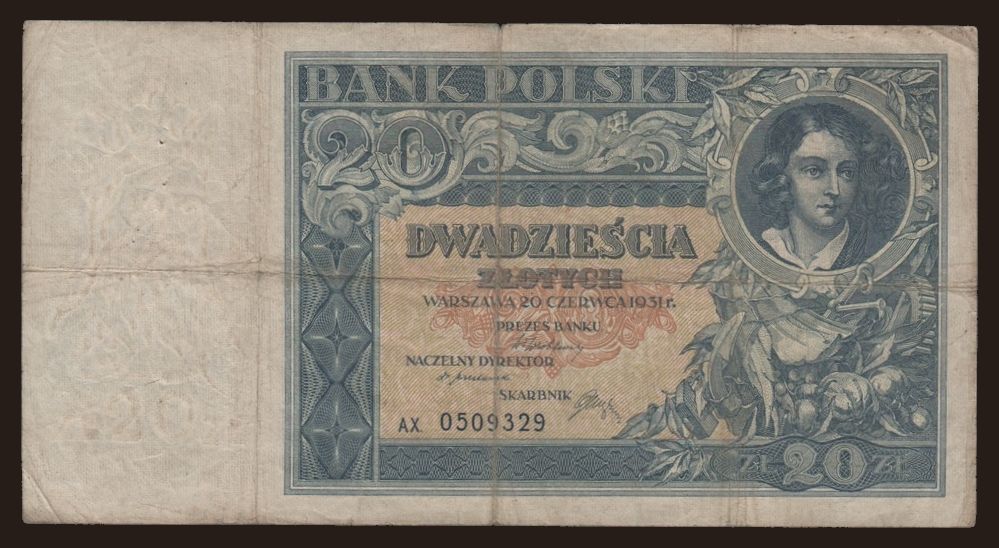 BANK POLSKI
20
DWADZIEŚCIA
ZŁOTYCH
WARSZAWA 20 CZERWCA 1931 r.
PREZES BANKU
NACZELNY DYREKTOR
SKARBNIK
AX. 0509329
ZŁ 20 ZŁ